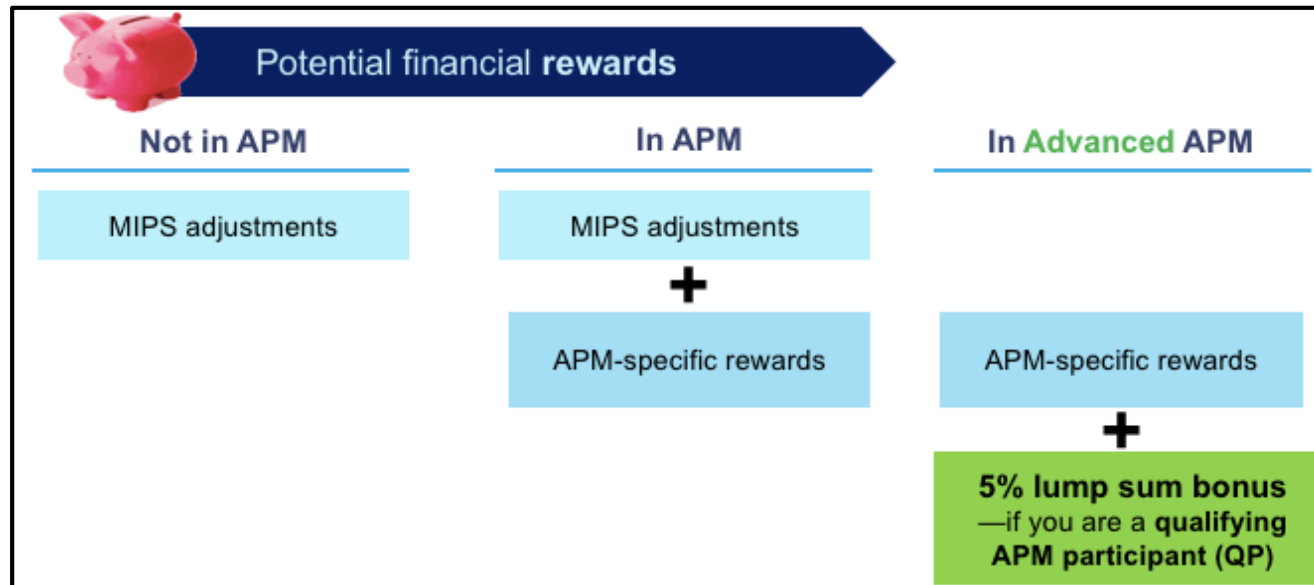 Potential financial rewards
Not in APM
In APM
In Advanced APM
MIPS adjustments
MIPS adjustments
+
APM-specific rewards
APM-specific rewards
+
5% lump sum bonus
—if you are a qualifying
APM participant (QP)